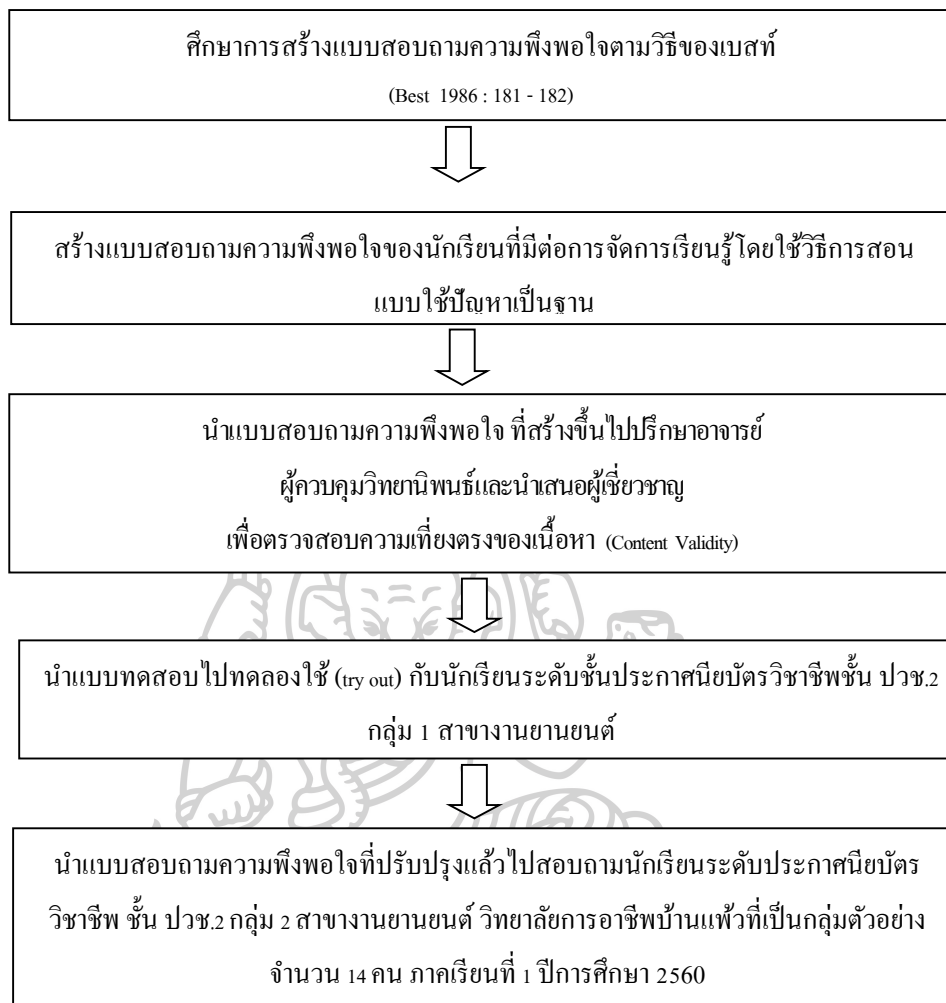 ศึกษาการสร้างแบบสอบถามความพึงพอใจตามวิธีของเบสท์
(Best 1986 : 181 - 182)
สร้างแบบสอบถามความพึงพอใจของนักเรียนที่มีต่อการจัดการเรียนรู้โดยใช้วิธีการสอน
แบบใช้ปัญหาเป็นฐาน
นำแบบสอบถามความพึงพอใจ ที่สร้างขึ้นไปปรึกษาอาจารย์
ผู้ควบคุมวิทยานิพนธ์และนำเสนอผู้เชี่ยวชาญ
เพื่อตรวจสอบความเที่ยงตรงของเนื้อหา (Content Validity)
นำแบบทดสอบไปทดลองใช้ (try out) กับนักเรียนระดับชั้นประกาศนียบัตรวิชาชีพชั้น ปวช.2
กลุ่ม 1 สาขางานยานยนต์
นำแบบสอบถามความพึงพอใจที่ปรับปรุงแล้วไปสอบถามนักเรียนระดับประกาศนียบัตร
วิชาชีพ ชั้น ปวช.2 กลุ่ม 2 สาขางานยานยนต์ วิทยาลัยการอาชีพบ้านแพ้วที่เป็นกลุ่มตัวอย่าง
จำนวน 14 คน ภาคเรียนที่ 1 ปีการศึกษา 2560